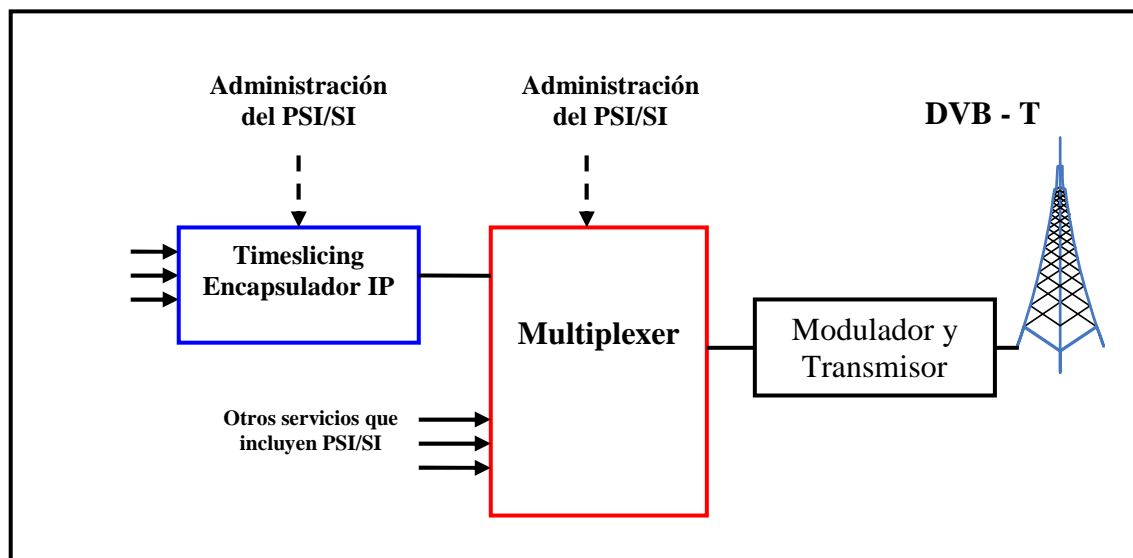 Administración
del PSI/SI
Administración
del PSI/SI
DVB - T
Timeslicing
Encapsulador IP
Multiplexer
Modulador y
Transmisor
Otros servicios que
incluyen PSI/SI